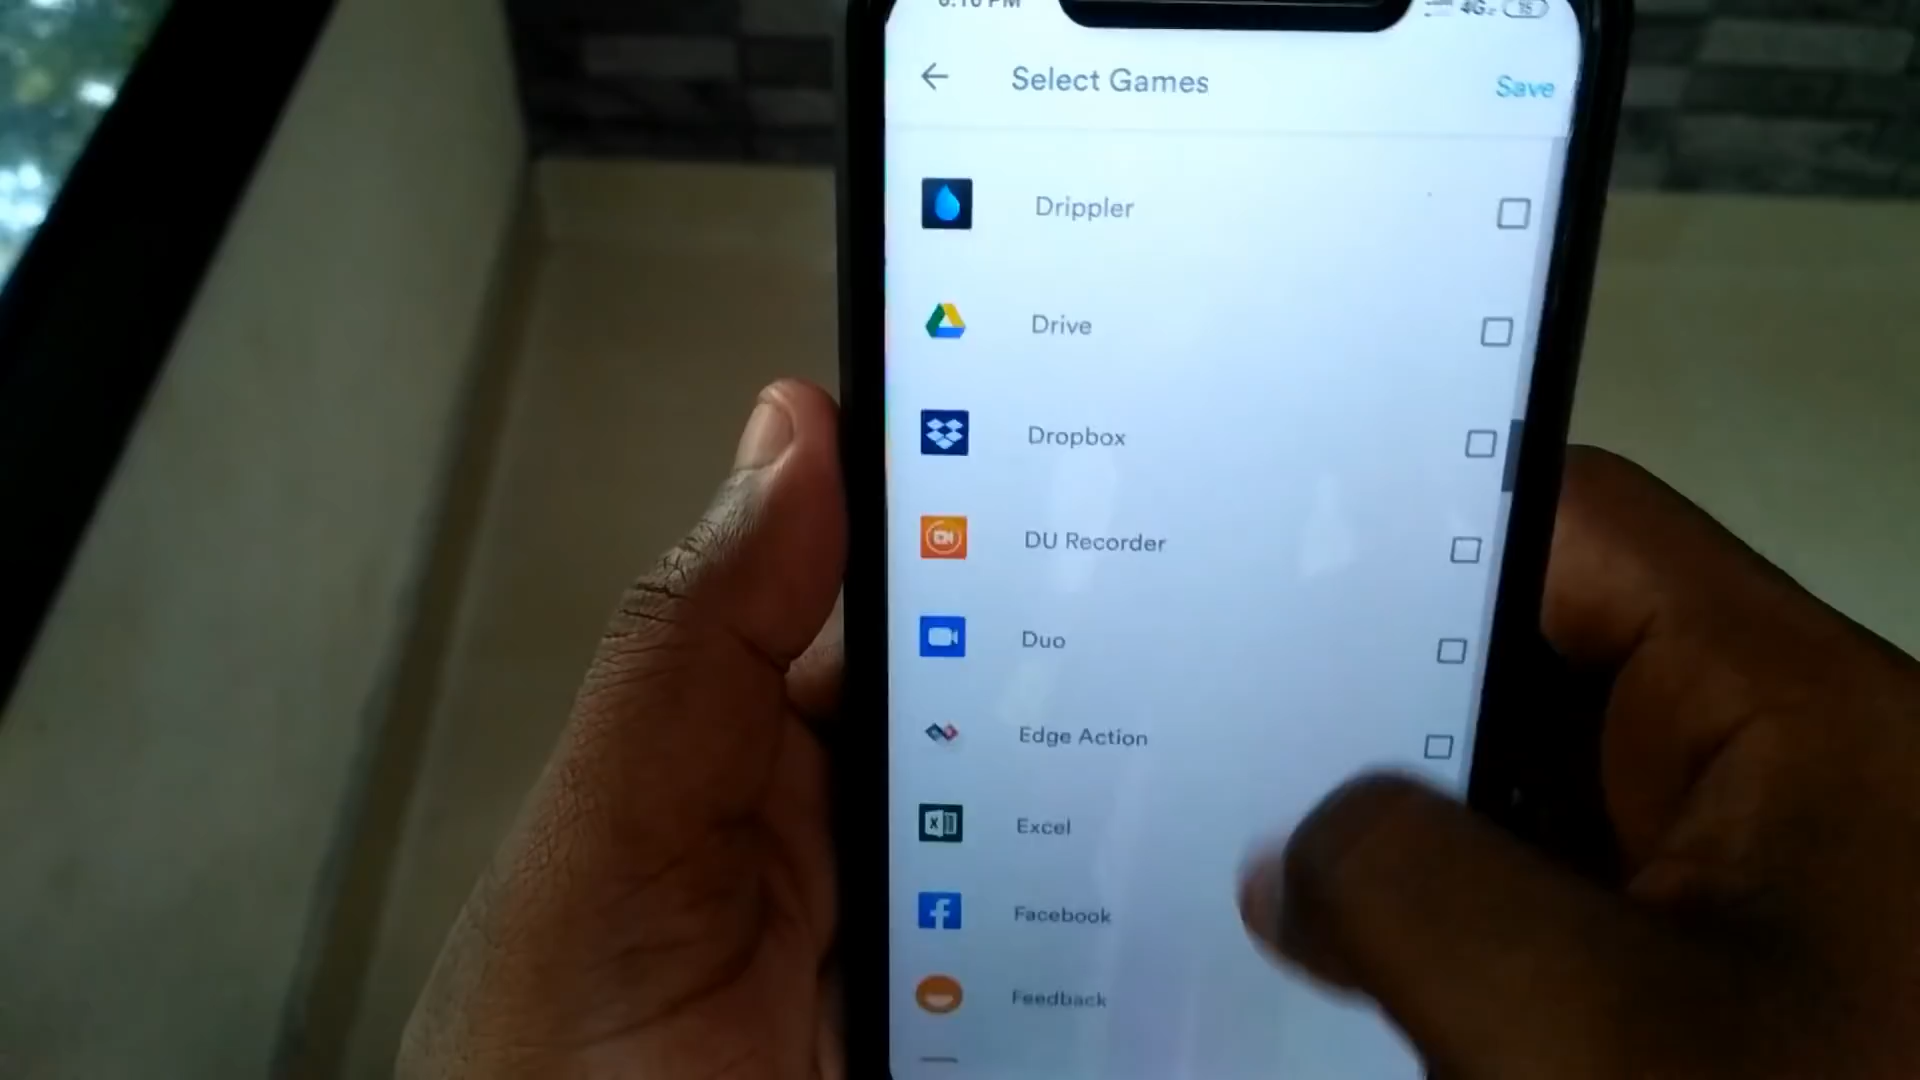 Select Games
Save
Drippler
Drive
Dropbox
DU Recorder
Duo
Edge Action
Excel
Facebook
Feedback